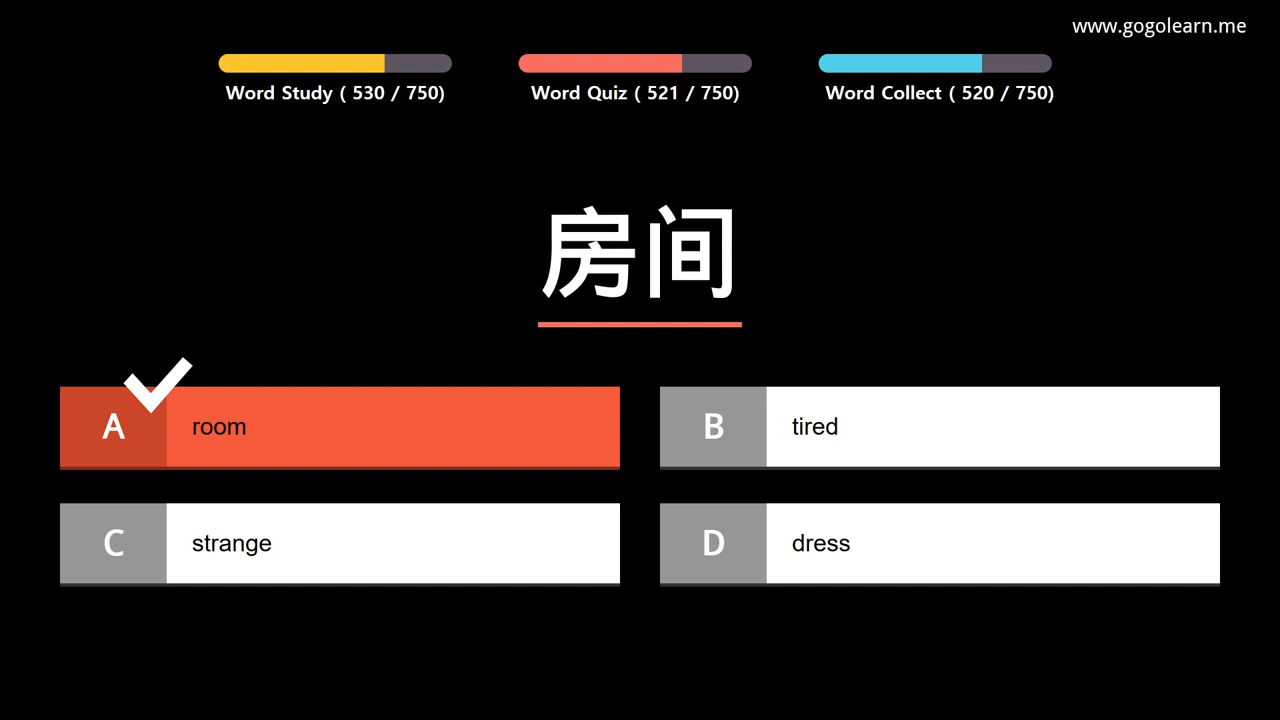 www.gogolearn.me
Word Study ( 530 / 750)
Word Quiz ( 521 / 750)
Word Collect ( 520 / 750)
房间
A room
B tired
C strange
D dress